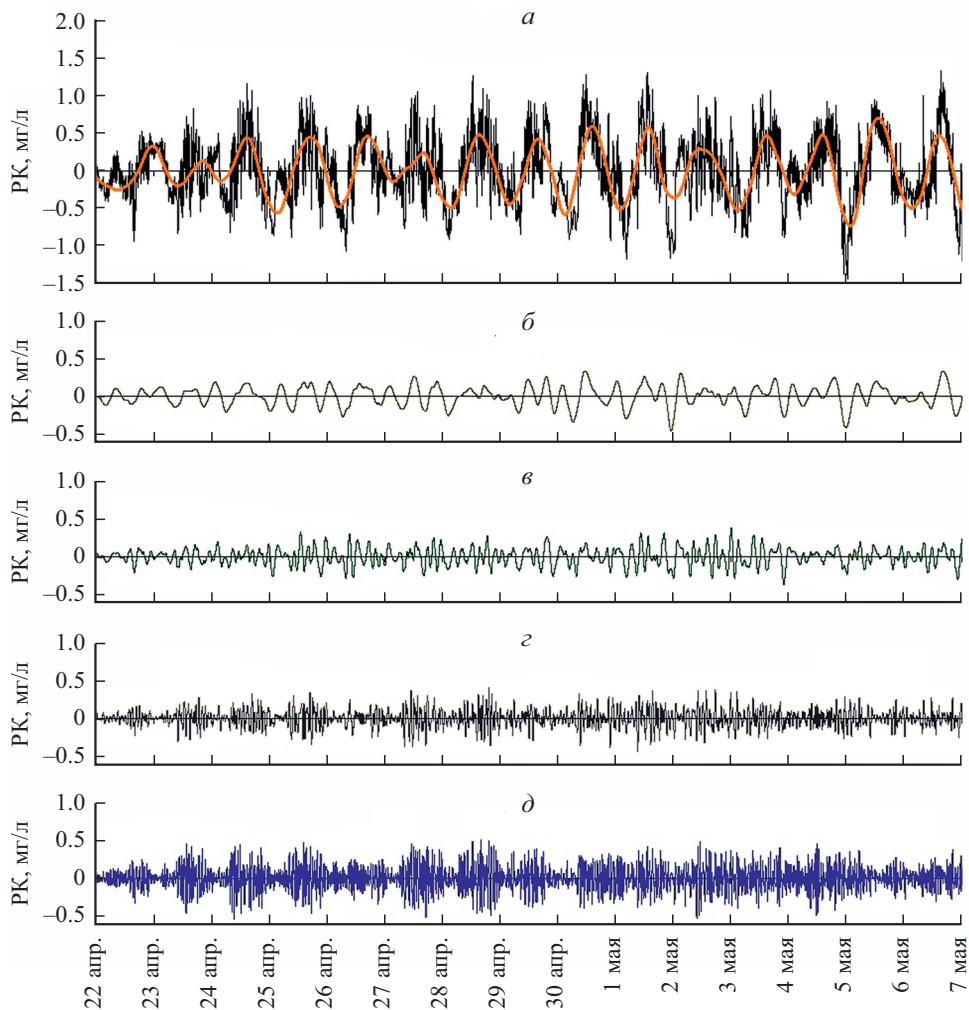 а
2.0
1.5
1.0
0.5
0
–0.5
–1.0
–1.5
РК, мг/л
б
1.0
0.5
0
–0.5
РК, мг/л
в
1.0
0.5
0
–0.5
РК, мг/л
г
1.0
0.5
0
–0.5
РК, мг/л
д
1.0
0.5
0
–0.5
РК, мг/л
22 апр.
23 апр.
24 апр.
25 апр.
26 апр.
27 апр.
28 апр.
29 апр.
30 апр.
1 мая
2 мая
3 мая
4 мая
5 мая
6 мая
7 мая